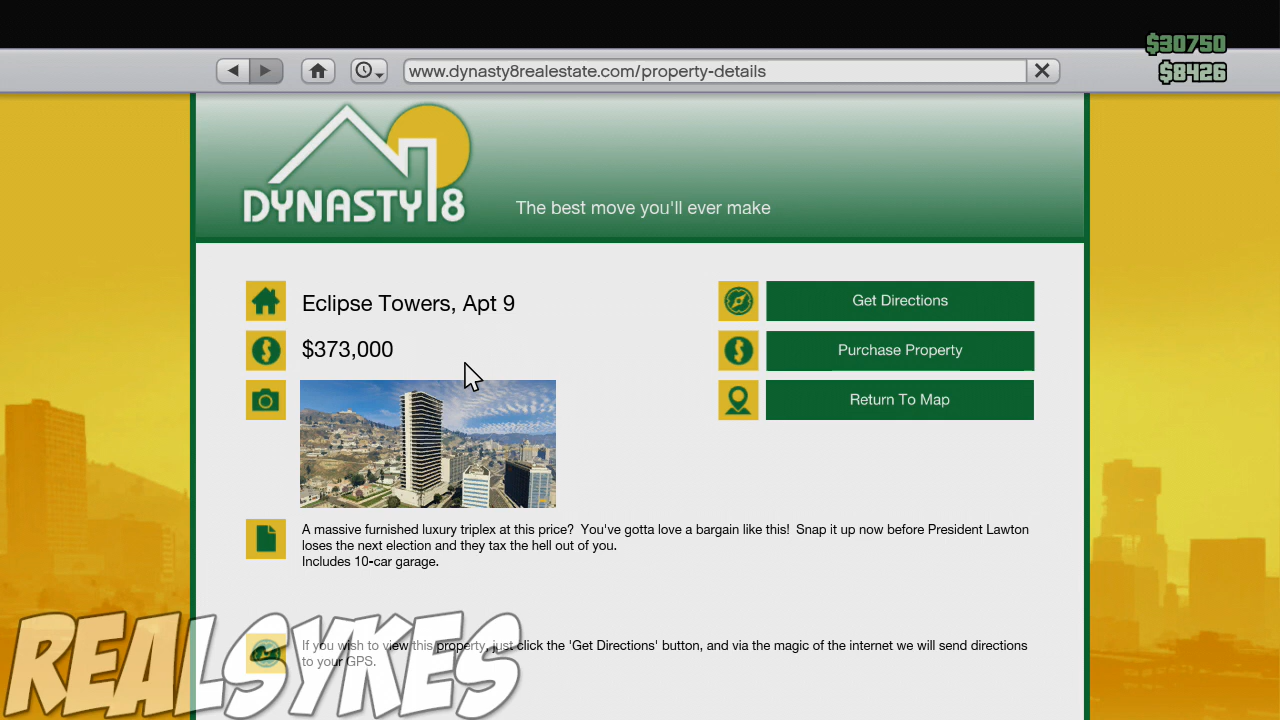 $30750
www.dynasty8realestate.com/property-details
$8426
DYNASTY 8
The best move you'll ever make
Eclipse Towers, Apt 9
Get Directions
$373,000
Purchase Property
Return To Map
A massive furnished luxury triplex at this price?  You've gotta love a bargain like this!  Snap it up now before President Lawton
loses the next election and they tax the hell out of you.
Includes 10-car garage.
If you wish to view this property, just click the 'Get Directions' button, and via the magic of the internet we will send directions
to your GPS.
REALSYKES